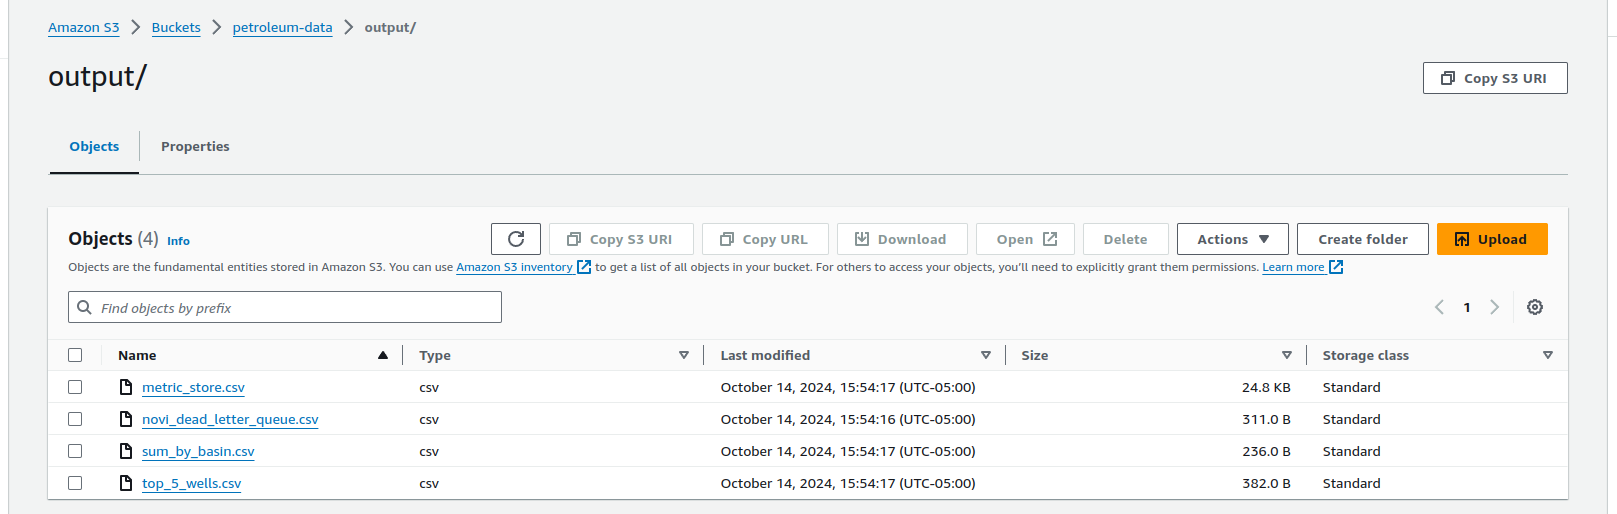 Amazon S3 > Buckets > petroleum-data > output/
output/
Copy S3 URI
Objects Properties
Objects (4) Info
Copy S3 URI Copy URL Download Open Delete Actions Create folder Upload
Objects are the fundamental entities stored in Amazon S3. You can use Amazon S3 inventory to get a list of all objects in your bucket. For others to access your objects, you'll need to explicitly grant them permissions. Learn more
Find objects by prefix
1
Name Type Last modified Size Storage class
metric_store.csv csv October 14, 2024, 15:54:17 (UTC-05:00) 24.8 KB Standard
novi_dead_letter_queue.csv csv October 14, 2024, 15:54:16 (UTC-05:00) 311.0 B Standard
sum_by_basin.csv csv October 14, 2024, 15:54:17 (UTC-05:00) 236.0 B Standard
top_5_wells.csv csv October 14, 2024, 15:54:17 (UTC-05:00) 382.0 B Standard